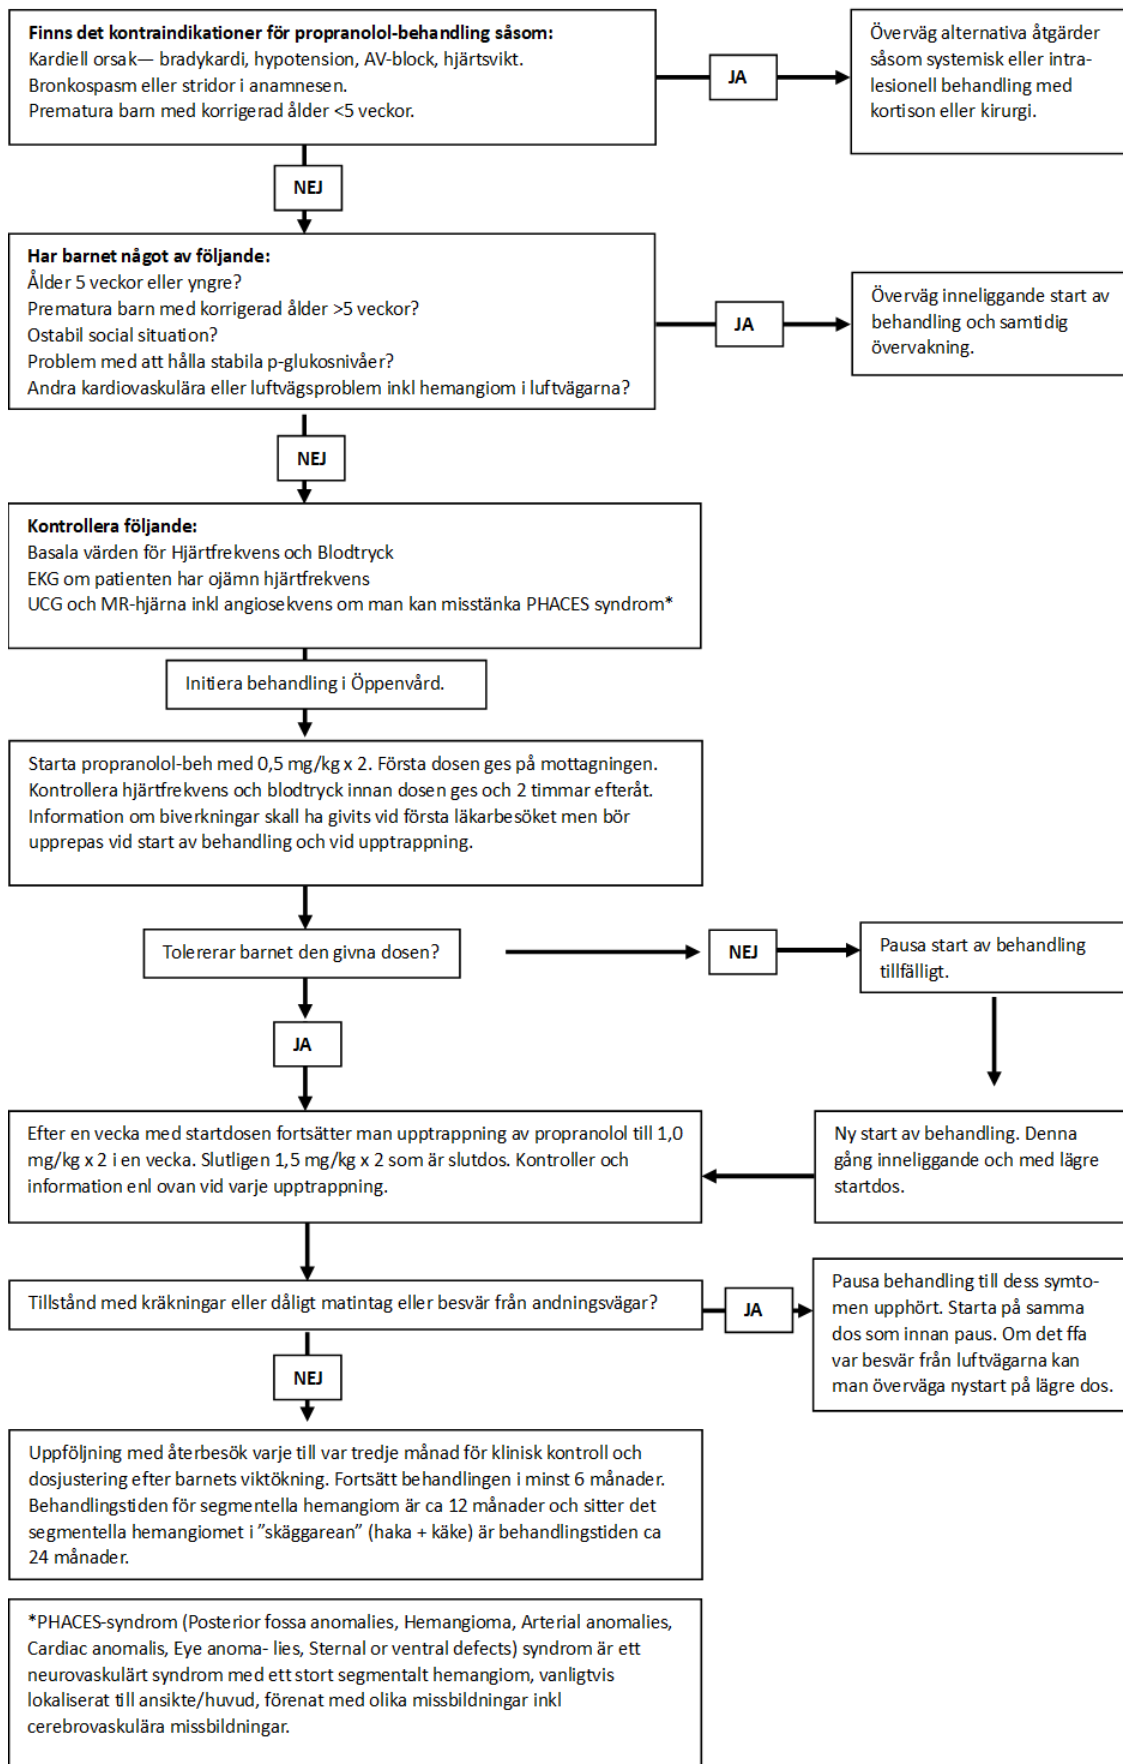 Finns det kontraindikationer för propranolol-behandling såsom:
Kardiell orsak— bradykardi, hypotension, AV-block, hjärtsvikt.
Bronkospasm eller stridor i anamnesen.
Prematura barn med korrigerad ålder <5 veckor.
JA
Överväg alternativa åtgärder
såsom systemisk eller intra-
lesionell behandling med
kortison eller kirurgi.
NEJ
Har barnet något av följande:
Ålder 5 veckor eller yngre?
Prematura barn med korrigerad ålder >5 veckor?
Ostabil social situation?
Problem med att hålla stabila p-glukosnivåer?
Andra kardiovaskulära eller luftvägsproblem inkl hemangiom i luftvägarna?
JA
Överväg inneliggande start av
behandling och samtidig
övervakning.
NEJ
Kontrollera följande:
Basala värden för Hjärtfrekvens och Blodtryck
EKG om patienten har ojämn hjärtfrekvens
UCG och MR-hjärna inkl angiosekvens om man kan misstänka PHACES syndrom*
Initiera behandling i Öppenvård.
Starta propranolol-beh med 0,5 mg/kg x 2. Första dosen ges på mottagningen.
Kontrollera hjärtfrekvens och blodtryck innan dosen ges och 2 timmar efteråt.
Information om biverkningar skall ha givits vid första läkarbesöket men bör
upprepas vid start av behandling och vid upptrappning.
Tolererar barnet den givna dosen?
NEJ
Pausa start av behandling
tillfälligt.
JA
Efter en vecka med startdosen fortsätter man upptrappning av propranolol till 1,0
mg/kg x 2 i en vecka. Slutligen 1,5 mg/kg x 2 som är slutdos. Kontroller och
information enl ovan vid varje upptrappning.
Ny start av behandling. Denna
gång inneliggande och med lägre
startdos.
Tillstånd med kräkningar eller dåligt matintag eller besvär från andningsvägar?
JA
Pausa behandling till dess symto-
men upphört. Starta på samma
dos som innan paus. Om det ffa
var besvär från luftvägarna kan
man överväga nystart på lägre dos.
NEJ
Uppföljning med återbesök varje till var tredje månad för klinisk kontroll och
dosjustering efter barnets viktökning. Fortsätt behandlingen i minst 6 månader.
Behandlingstiden för segmentella hemangiom är ca 12 månader och sitter det
segmentella hemangiomet i ”skäggarean” (haka + käke) är behandlingstiden ca
24 månader.
*PHACES-syndrom (Posterior fossa anomalies, Hemangioma, Arterial anomalies,
Cardiac anomalis, Eye anoma- lies, Sternal or ventral defects) syndrom är ett
neurovaskulärt syndrom med ett stort segmentalt hemangiom, vanligtvis
lokaliserat till ansikte/huvud, förenat med olika missbildningar inkl
cerebrovaskulära missbildningar.